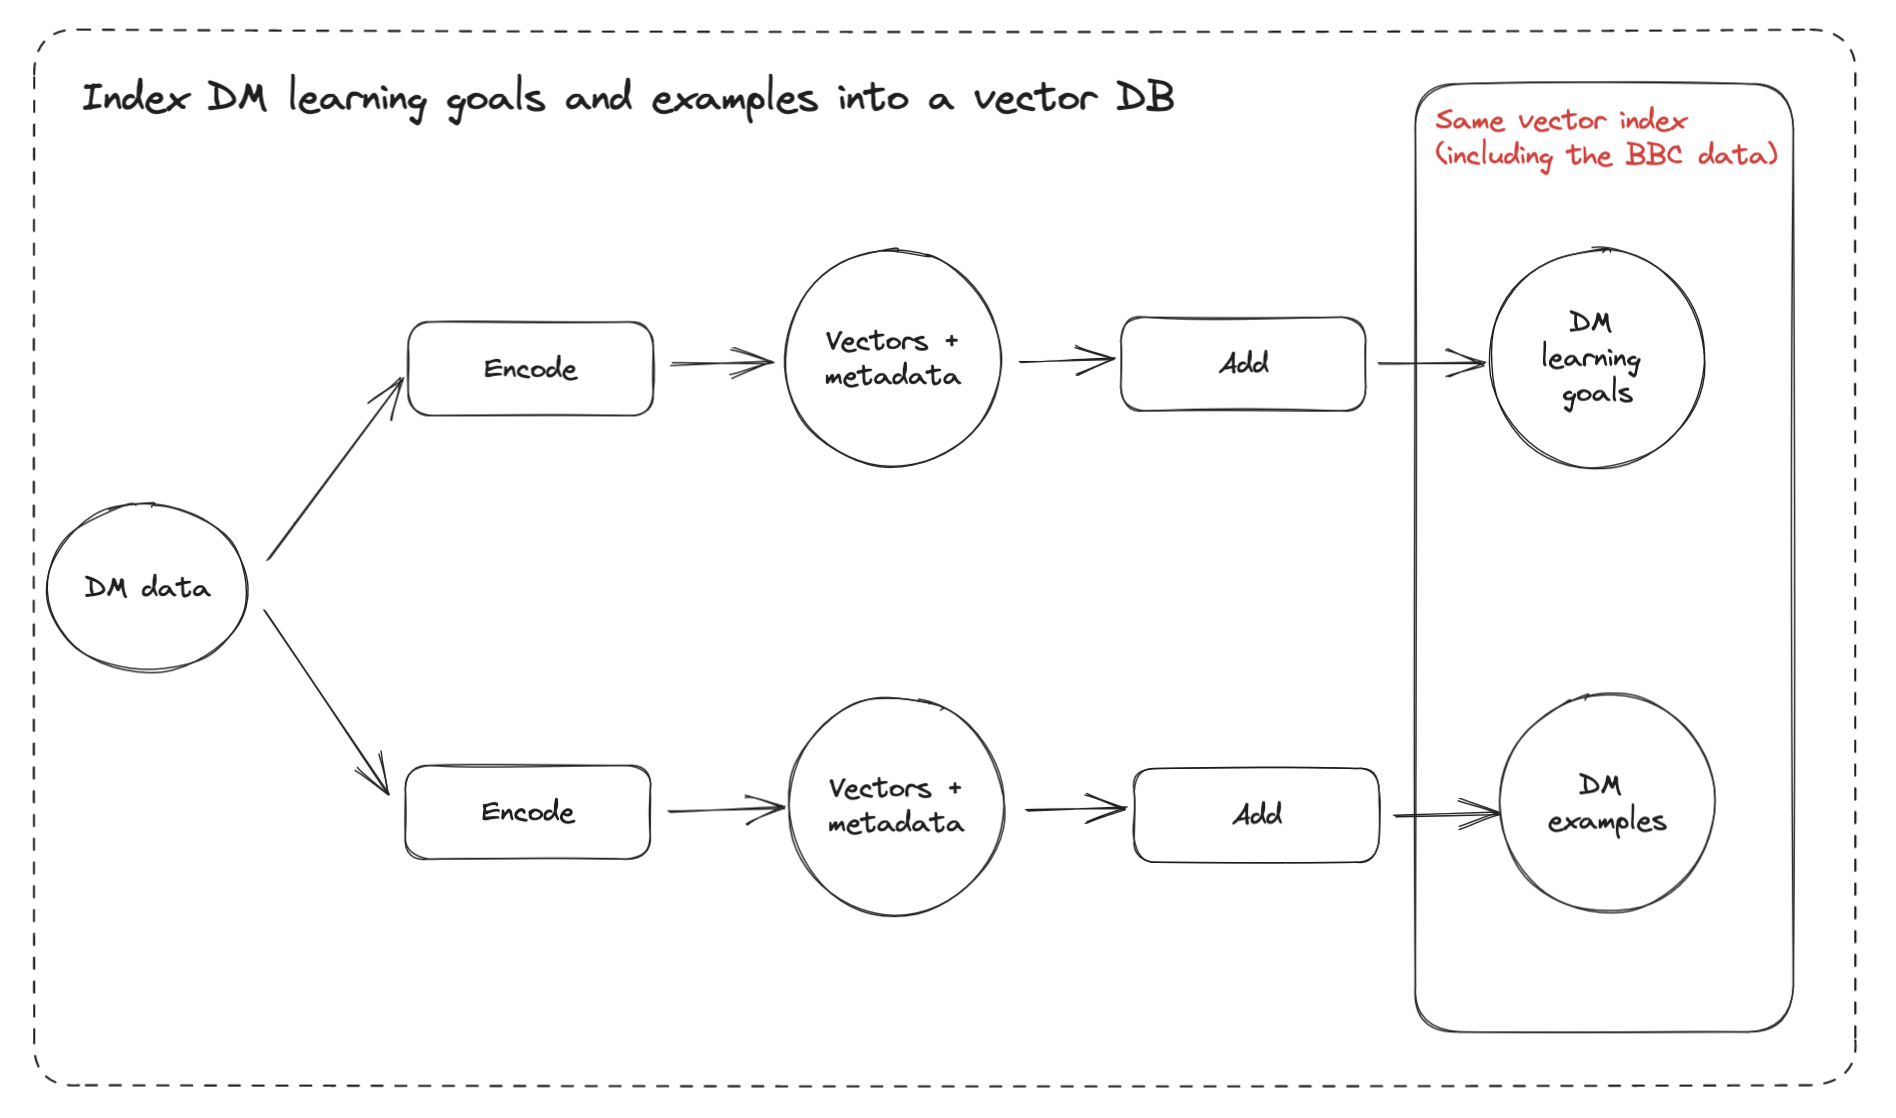 Index DM learning goals and examples into a vector DB
Same vector index
(including the BBC data)
Encode
Vectors +
metadata
Add
DM
learning
goals
DM data
Encode
Vectors +
metadata
Add
DM
examples